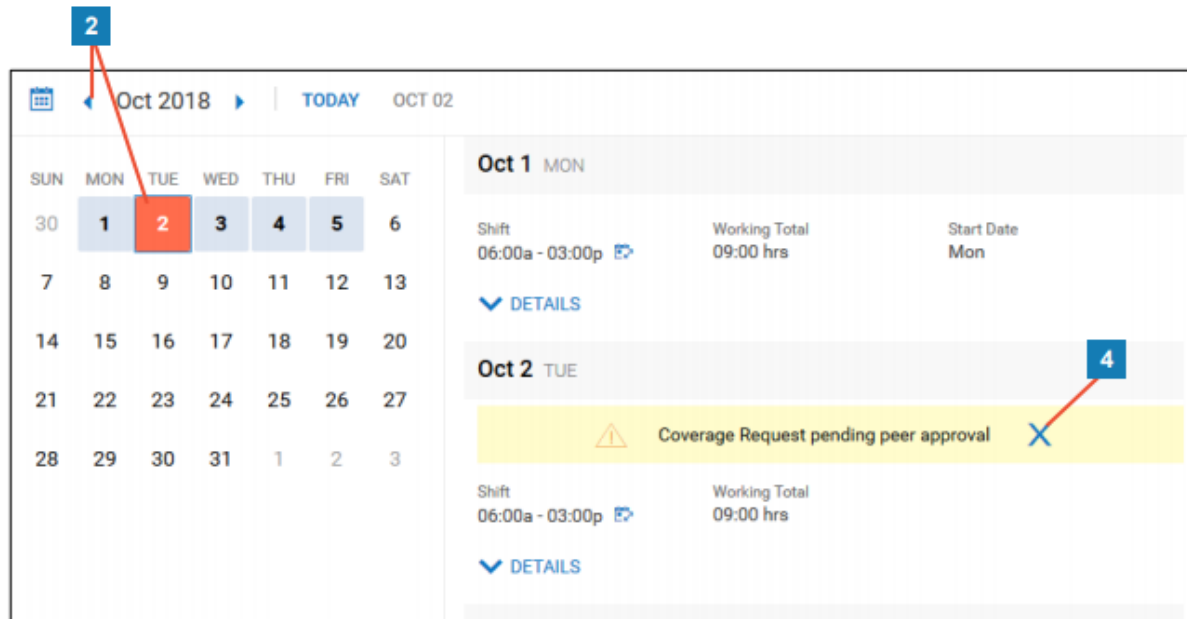 2
Oct 2018 TODAY OCT 02
SUN MON TUE WED THU FRI SAT
30 1 2 3 4 5 6
7 8 9 10 11 12 13
14 15 16 17 18 19 20
21 22 23 24 25 26 27
28 29 30 31 1 2 3
Oct 1 MON
Shift Working Total Start Date
06:00a - 03:00p 09:00 hrs Mon
DETAILS
Oct 2 TUE
4
Coverage Request pending peer approval X
Shift Working Total
06:00a - 03:00p 09:00 hrs
DETAILS